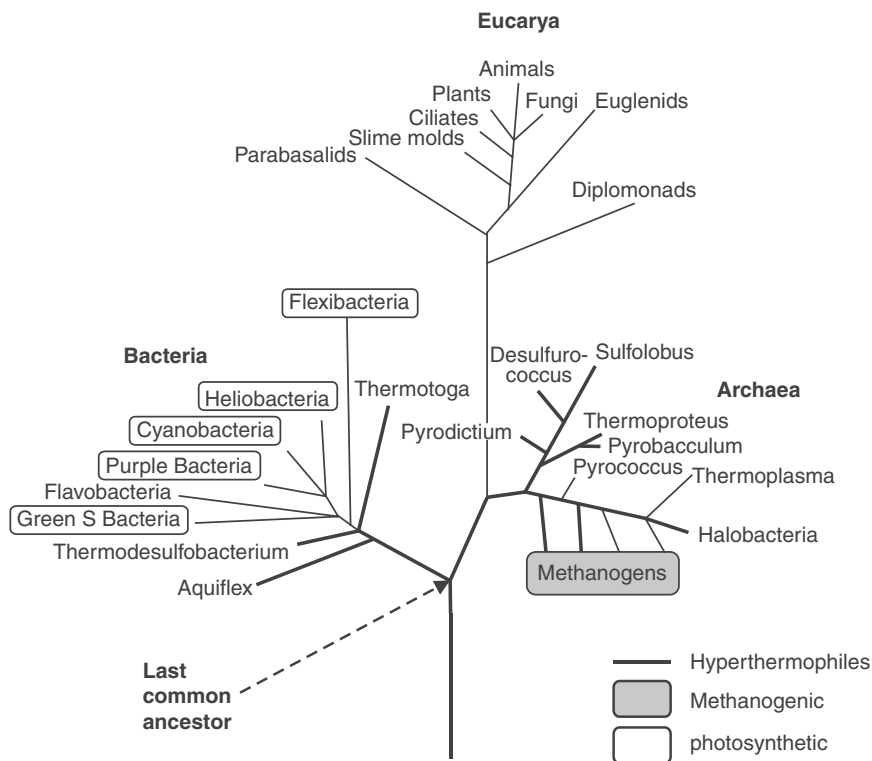 Eucarya
Animals
Plants
Fungi
Euglenids
Ciliates
Slime molds
Parabasalids
Diplomonads
Flexibacteria
Bacteria
Desulfuro-
coccus
Sulfolobus
Heliobacteria
Thermotoga
Archaea
Cyanobacteria
Pyrodictium
Thermoproteus
Pyrobacculum
Purple Bacteria
Pyrococcus
Thermoplasma
Flavobacteria
Green S Bacteria
Halobacteria
Thermodesulfobacterium
Methanogens
Aquiflex
Last
common
ancestor
Hyperthermophiles
Methanogenic
photosynthetic